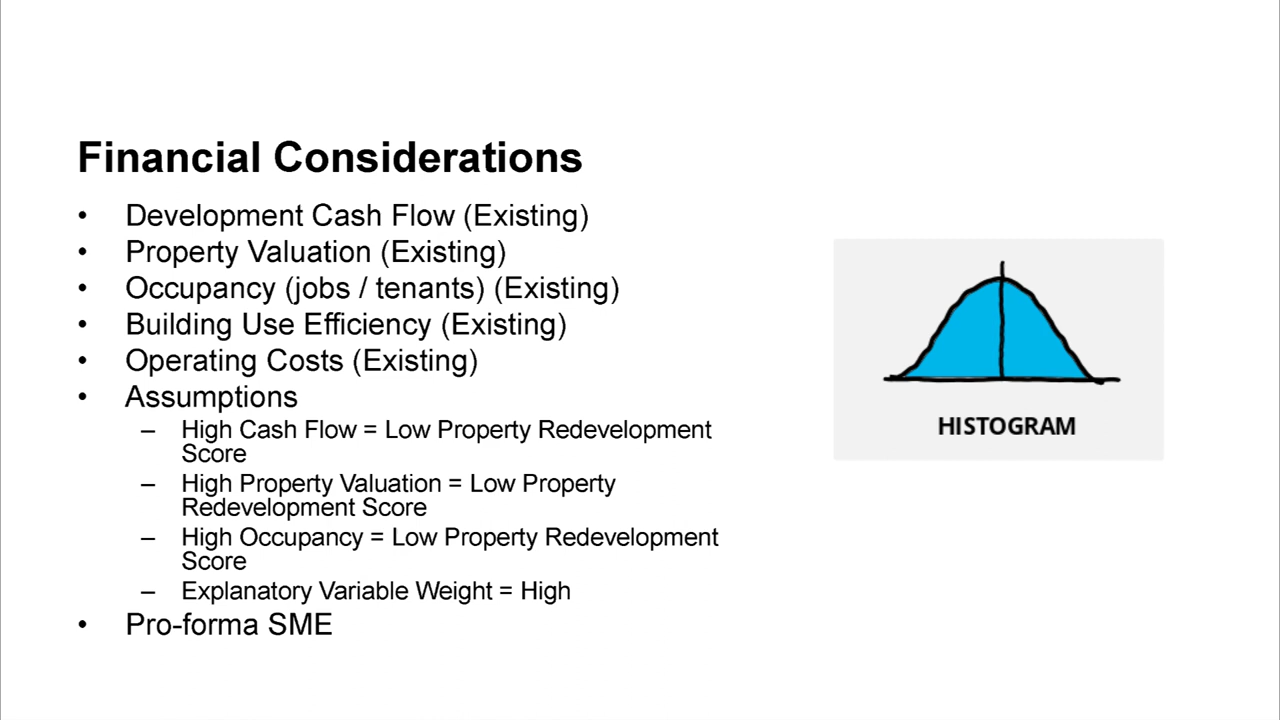 Financial Considerations
• Development Cash Flow (Existing)
• Property Valuation (Existing)
• Occupancy (jobs / tenants) (Existing)
• Building Use Efficiency (Existing)
• Operating Costs (Existing)
• Assumptions
– High Cash Flow = Low Property Redevelopment
Score
– High Property Valuation = Low Property
Redevelopment Score
– High Occupancy = Low Property Redevelopment
Score
– Explanatory Variable Weight = High
• Pro-forma SME
HISTOGRAM